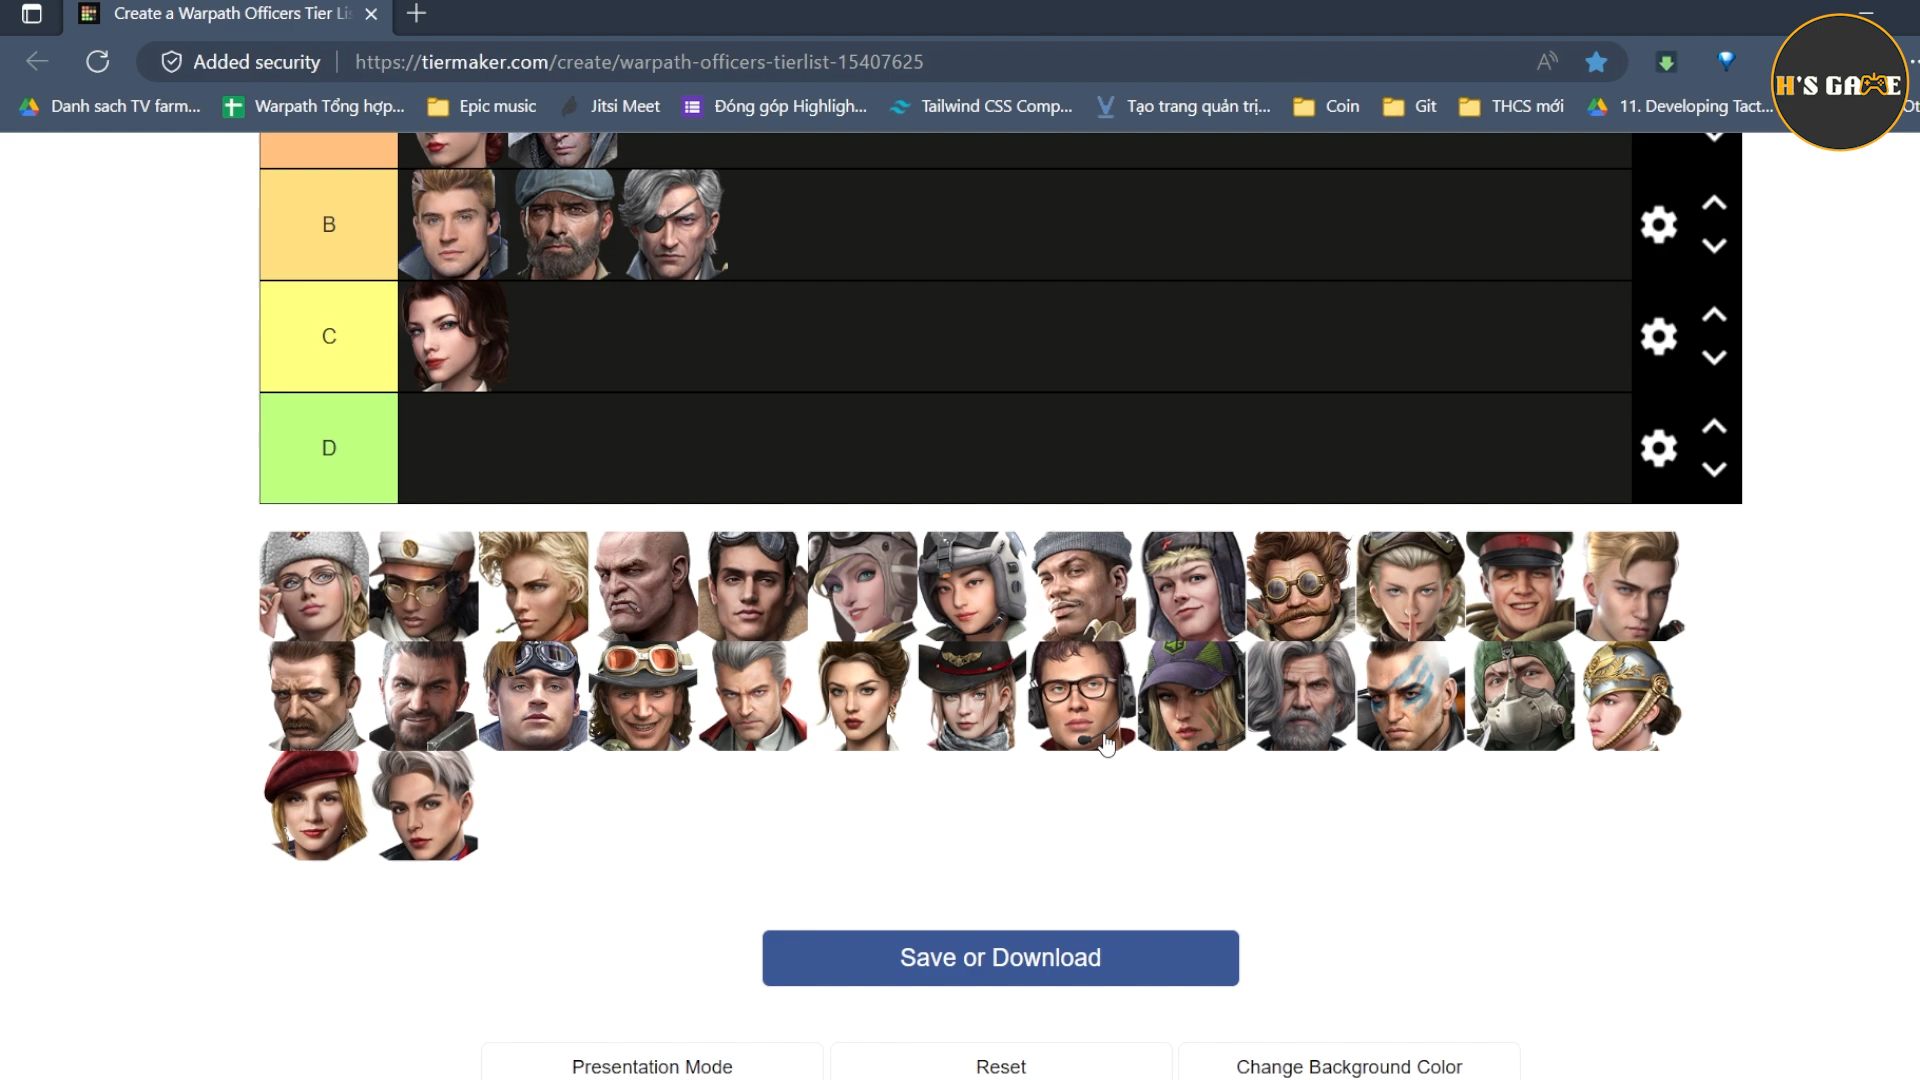 Create a Warpath Officers Tier Li
Added security
https://tiermaker.com/create/warpath-officers-tierlist-15407625
H'S GAME
Danh sach TV farm...
Warpath Tổng hợp...
Epic music
Jitsi Meet
Đóng góp Highligh...
Tailwind CSS Comp...
Tạo trang quản trị...
Coin
Git
THCS mới
11. Developing Tact...
Ot
B
C
D
Save or Download
Presentation Mode
Reset
Change Background Color